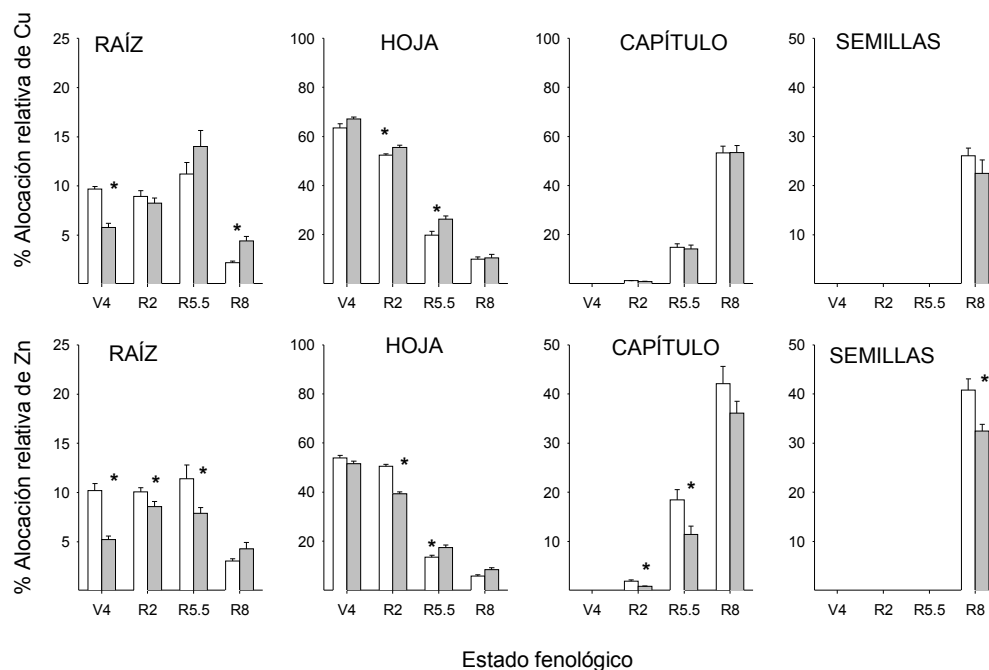 % Alocación relativa de Cu
RAÍZ
25
20
15
10
5
*
*
V4 R2 R5.5 R8
HOJA
100
80
60
40
20
*
*
V4 R2 R5.5 R8
CAPÍTULO
100
80
60
40
20
V4 R2 R5.5 R8
SEMILLAS
50
40
30
20
10
V4 R2 R5.5 R8
% Alocación relativa de Zn
RAÍZ
25
20
15
10
5
*
*
*
V4 R2 R5.5 R8
HOJA
100
80
60
40
20
*
*
V4 R2 R5.5 R8
CAPÍTULO
50
40
30
20
10
*
*
V4 R2 R5.5 R8
SEMILLAS
50
40
30
20
10
*
V4 R2 R5.5 R8
Estado fenológico